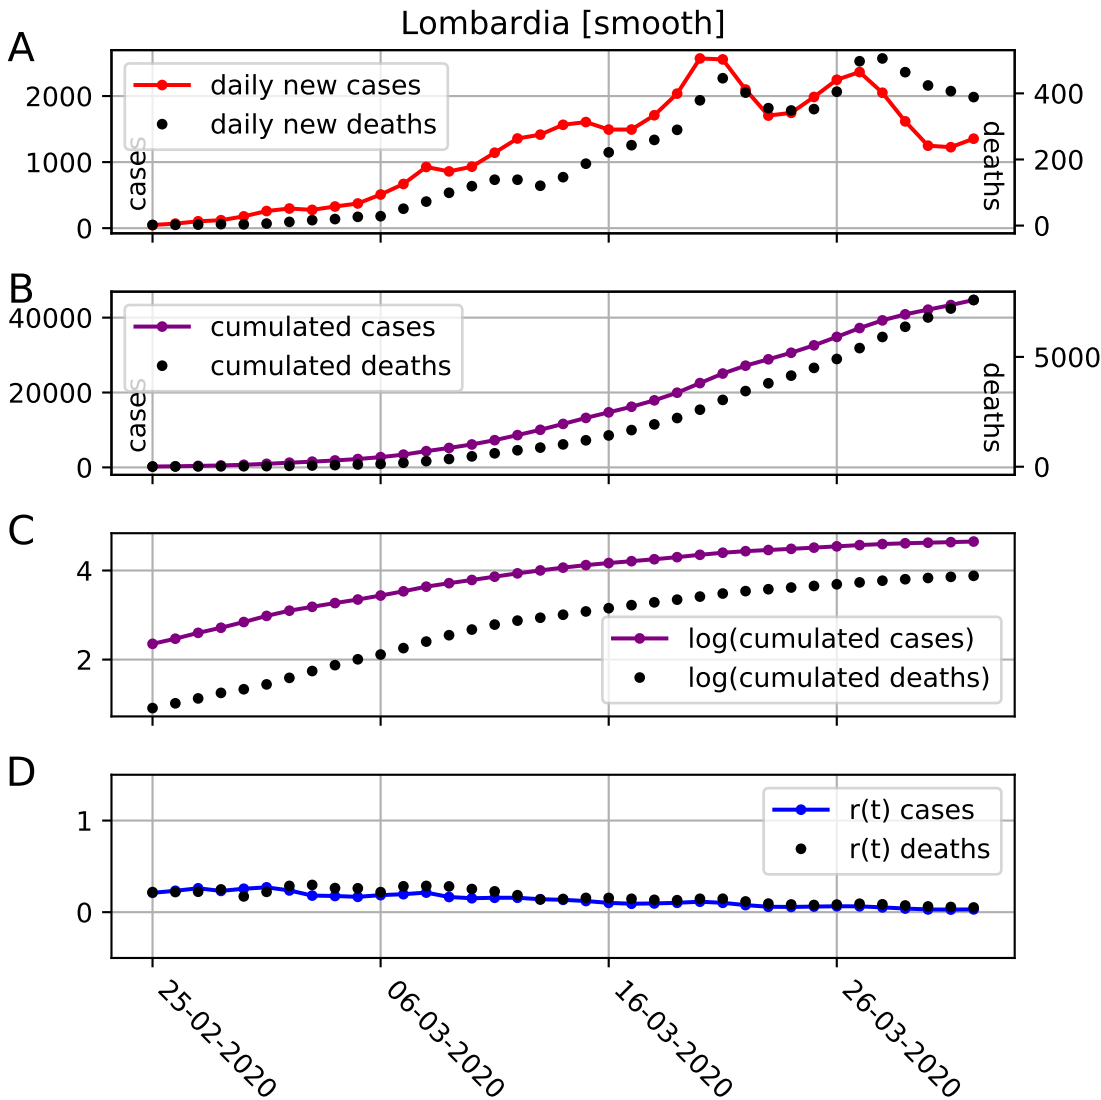 Lombardia [smooth]
A
daily new cases
daily new deaths
2000
1000
0
400
200
0
cases
deaths
B
cumulated cases
cumulated deaths
40000
20000
0
5000
0
cases
deaths
C
4
2
log(cumulated cases)
log(cumulated deaths)
D
1
0
r(t) cases
r(t) deaths
25-02-2020
06-03-2020
16-03-2020
26-03-2020